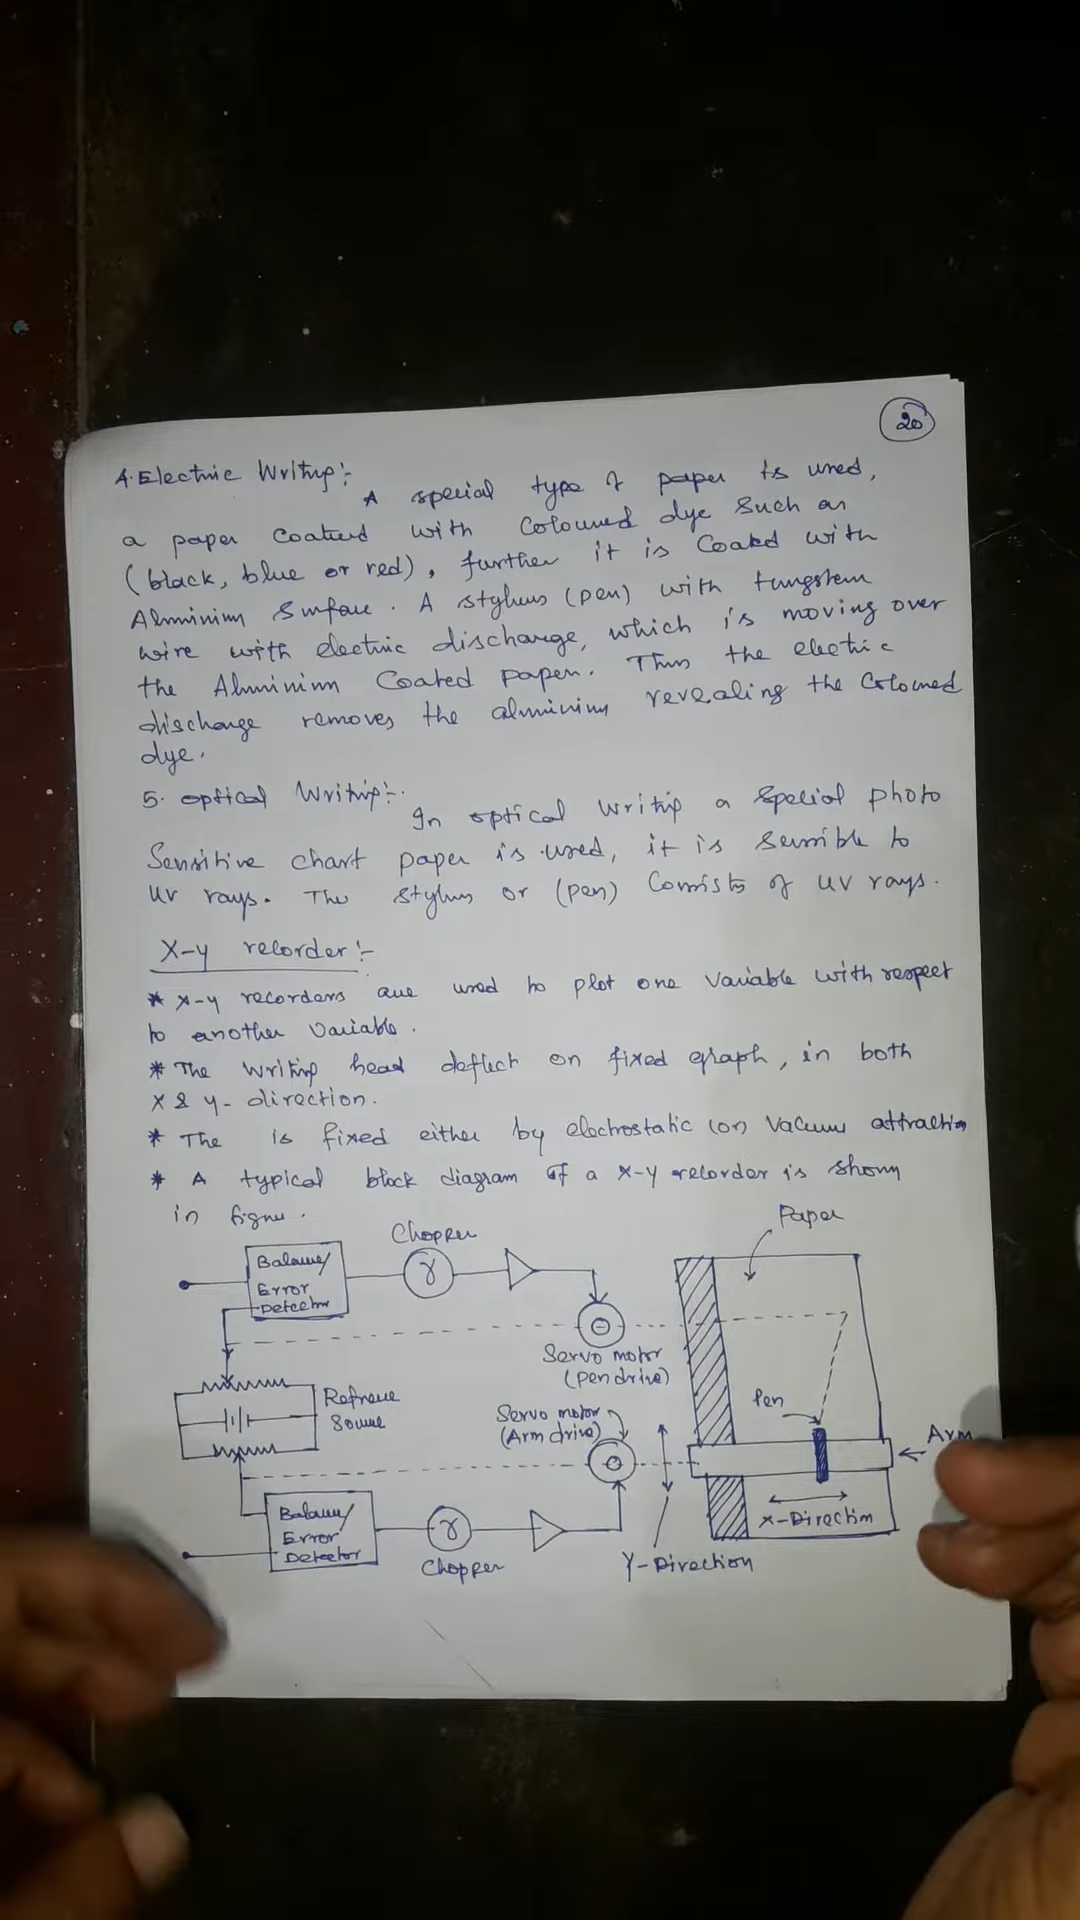 20
4. Electric Writing:-
A special type of paper is used,
a paper coated with coloured dye such as
(black, blue or red), further it is coated with
Aluminium surface. A stylus (pen) with tungsten
wire with electric discharge, which is moving over
the Aluminium coated paper. Thus the electric
discharge removes the aluminium revealing the coloured
dye.
5. optical Writing:-
In optical writing a special photo
sensitive chart paper is used, it is sensible to
UV rays. The stylus or (pen) consists of UV rays.
X-y recorder:-
* x-y recorders are used to plot one variable with respect
to another variable.
* The writing head deflect on fixed graph, in both
x & y- direction.
* The is fixed either by electrostatic (or) vacuum attraction
* A typical block diagram of a x-y recorder is shown
in figure.
Chopper
Paper
Balance/
Error
Detector
Servo motor
(pen drive)
Refrence
Source
Servo motor
(Arm drive)
Pen
Arm
Balance/
Error
Detector
Chopper
X-Direction
Y-Direction